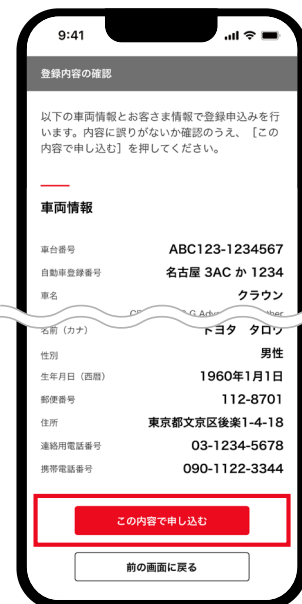 9:41
登録内容の確認
以下の車両情報とお客さま情報で登録申込みを行
います。内容に誤りがないか確認のうえ、［この
内容で申し込む］を押してください。
車両情報
車台番号 ABC123-1234567
自動車登録番号 名古屋 3AC か 1234
車名 クラウン
G Adv
名前（カナ） トヨタ タロウ
性別 男性
生年月日（西暦） 1960年1月1日
郵便番号 112-8701
住所 東京都文京区後楽1-4-18
連絡用電話番号 03-1234-5678
携帯電話番号 090-1122-3344
この内容で申し込む
前の画面に戻る